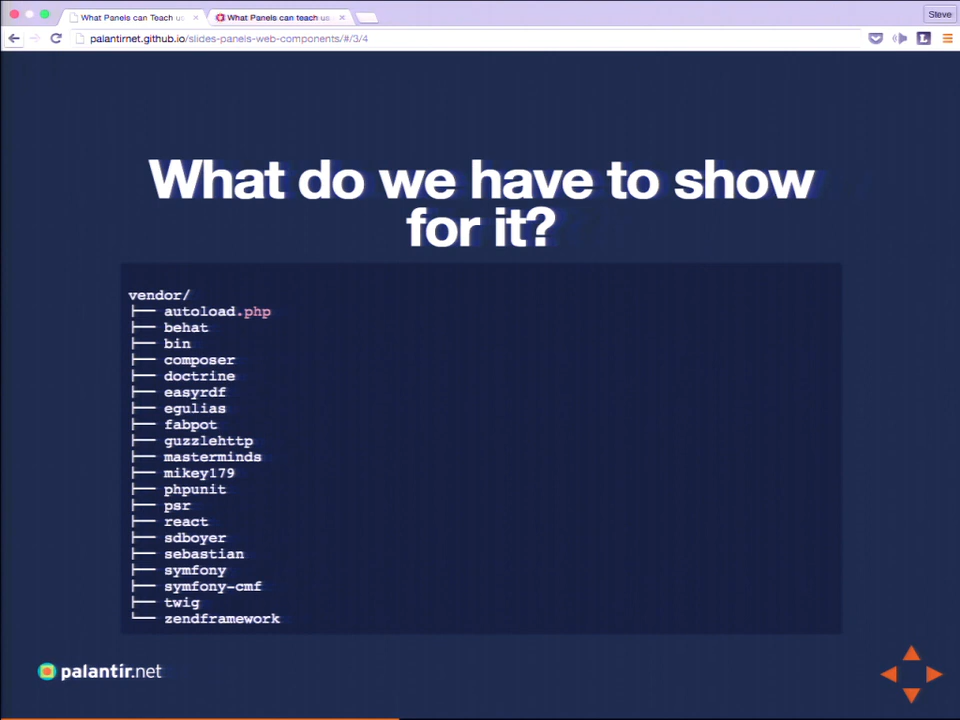 What Panels can Teach us
What Panels can teach us
Steve
palantirnet.github.io/slides-panels-web-components/#/3/4
L
What do we have to show
for it?
vendor/
├── autoload.php
├── behat
├── bin
├── composer
├── doctrine
├── easyrdf
├── egulias
├── fabpot
├── guzzlehttp
├── masterminds
├── mikey179
├── phpunit
├── psr
├── react
├── sdboyer
├── sebastian
├── symfony
├── symfony-cmf
├── twig
└── zendframework
palantir.net